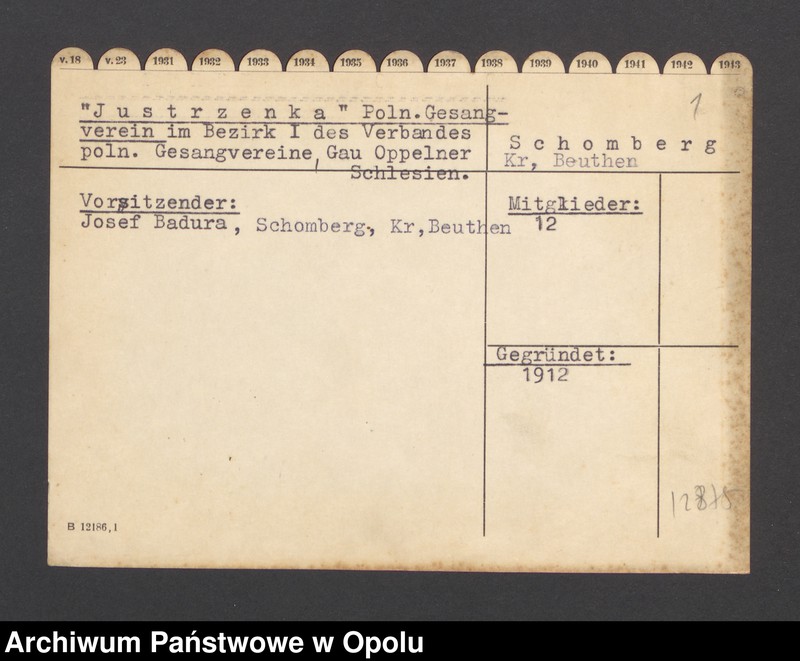 v.18 v.23 1931 1932 1933 1934 1935 1936 1937 1938 1939 1940 1941 1942 1943
1
"Justrzenka" Poln.Gesang-
verein im Bezirk I des Verbandes
poln. Gesangvereine, Gau Oppelner
Schlesien.
Schomberg
Kr, Beuthen
Vorsitzender:
Josef Badura, Schomberg, Kr,Beuthen
Mitglieder:
12
Gegründet:
1912
B 12186,1
Archiwum Państwowe w Opolu